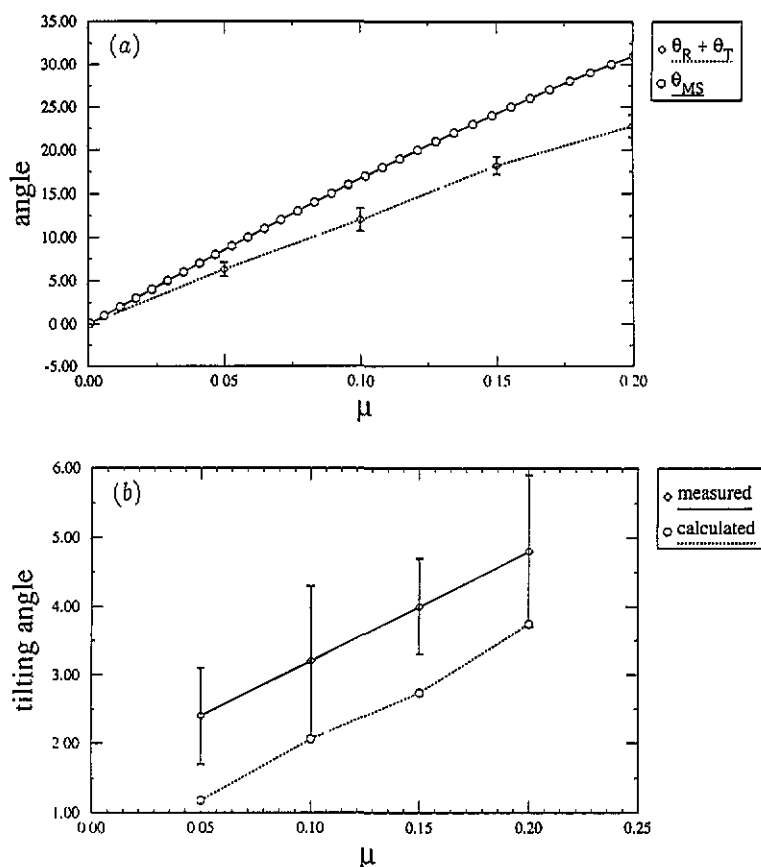 (a)
35.00
30.00
25.00
20.00
15.00
10.00
5.00
0 00
-5.00
angle
0.00
0 05
0.10
0.15
0.20
μ
θR + θT
θMS
(b)
6.00
5.00
4.00
3.00
2.00
1.00
tilting angle
0 00
0 05
0.10
0.15
0.20
0.25
μ
measured
calculated